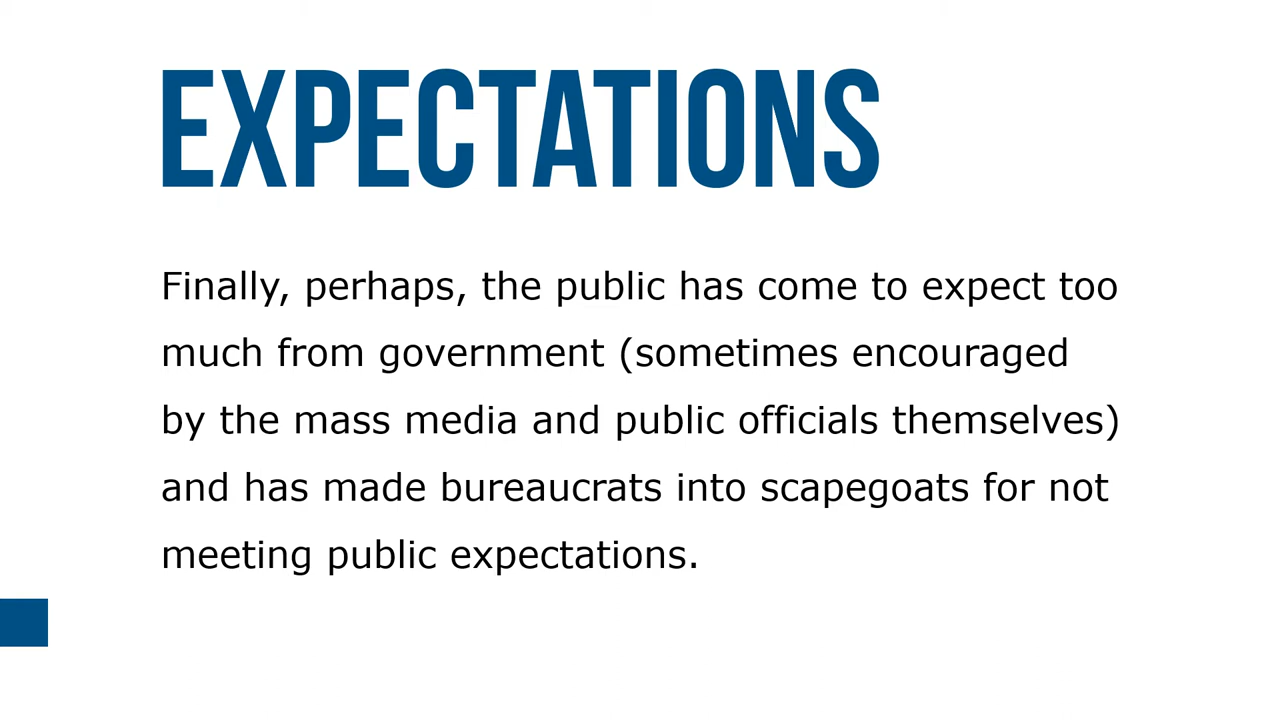 EXPECTATIONS
Finally, perhaps, the public has come to expect too
much from government (sometimes encouraged
by the mass media and public officials themselves)
and has made bureaucrats into scapegoats for not
meeting public expectations.